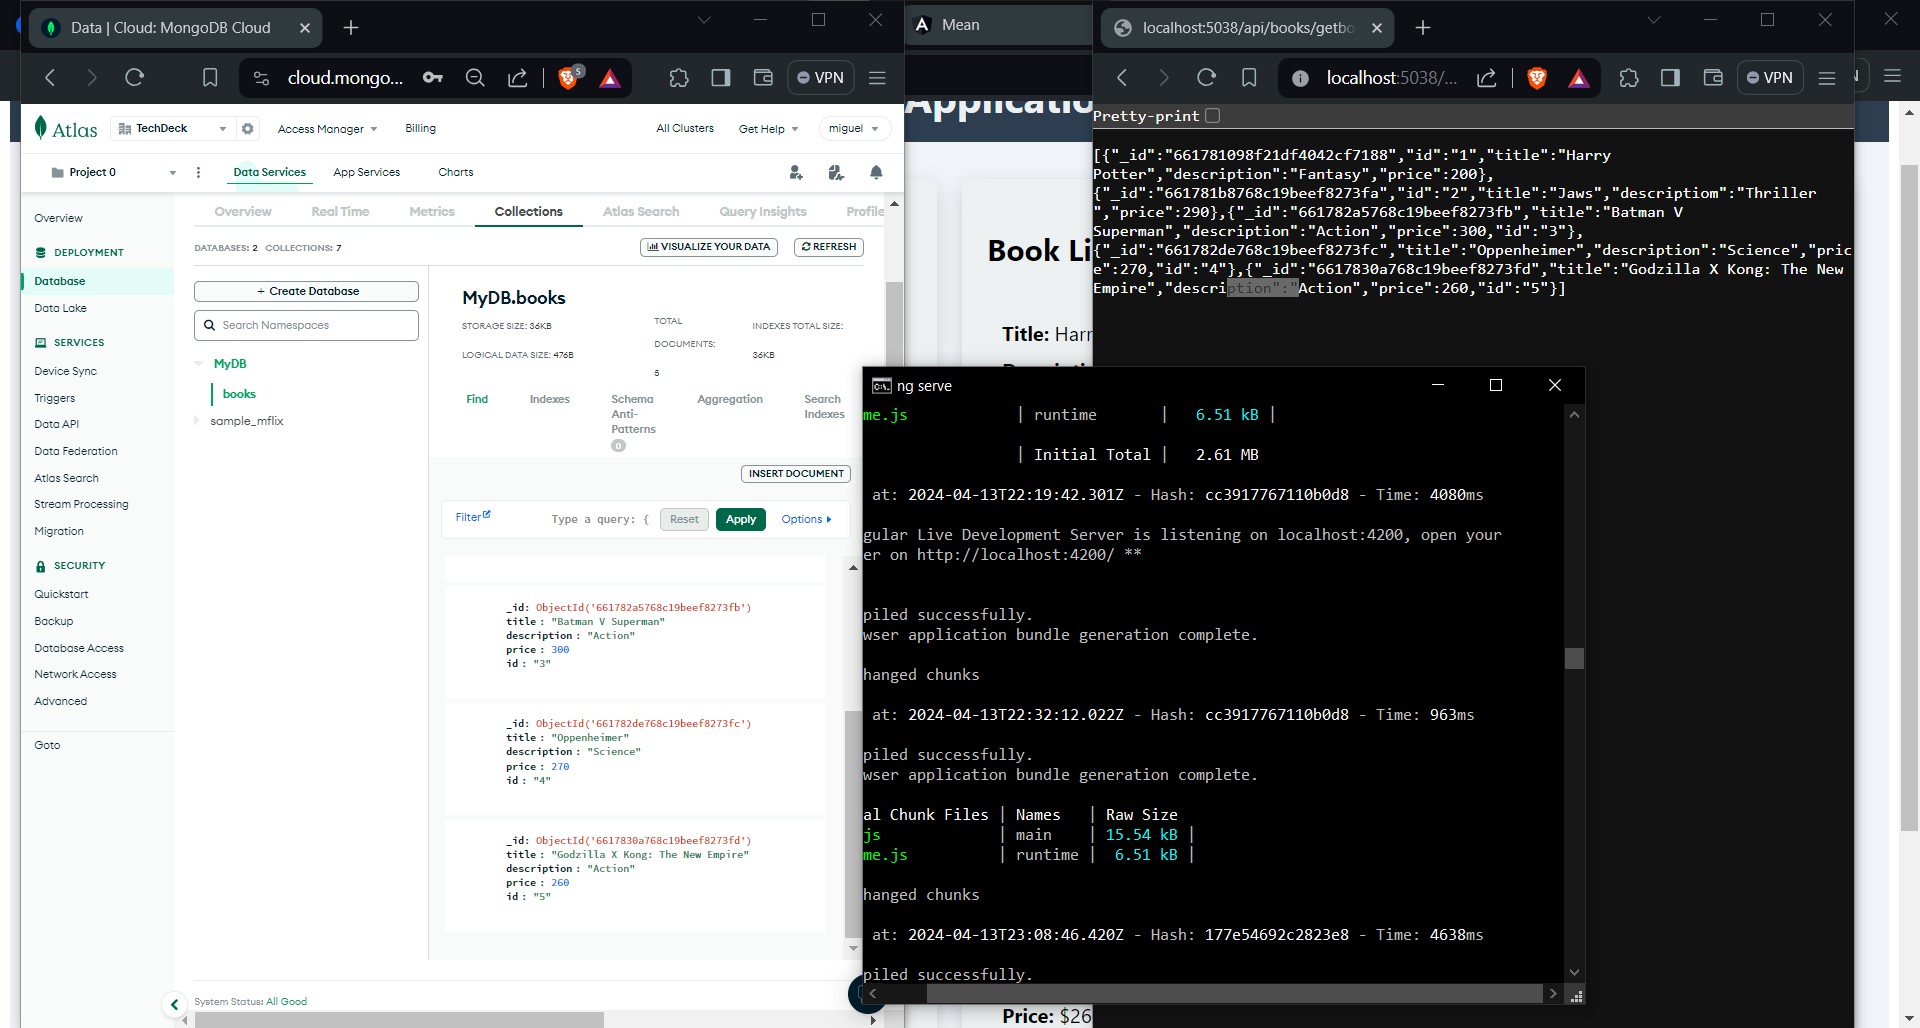 Data | Cloud: MongoDB Cloud
cloud.mongo...
5
VPN
Atlas
TechDeck
Access Manager
Billing
All Clusters
Get Help
miguel
Project 0
Data Services
App Services
Charts
Overview
DEPLOYMENT
Database
Data Lake
SERVICES
Device Sync
Triggers
Data API
Data Federation
Atlas Search
Stream Processing
Migration
SECURITY
Quickstart
Backup
Database Access
Network Access
Advanced
Goto
Overview
Real Time
Metrics
Collections
Atlas Search
Query Insights
Profile
DATABASES: 2 COLLECTIONS: 7
VISUALIZE YOUR DATA
REFRESH
+ Create Database
Search Namespaces
MyDB
books
sample_mflix
MyDB.books
STORAGE SIZE: 36KB
LOGICAL DATA SIZE: 476B
TOTAL
DOCUMENTS:
5
INDEXES TOTAL SIZE:
36KB
Find
Indexes
Schema
Anti-
Patterns
0
Aggregation
Search
Indexes
INSERT DOCUMENT
Filter
Type a query: {
Reset
Apply
Options
_id: ObjectId('661782a5768c19beef8273fb')
title : "Batman V Superman"
description : "Action"
price : 300
id : "3"
_id: ObjectId('661782de768c19beef8273fc')
title : "Oppenheimer"
description : "Science"
price : 270
id : "4"
_id: ObjectId('6617830a768c19beef8273fd')
title : "Godzilla X Kong: The New Empire"
description : "Action"
price : 260
id : "5"
System Status: All Good
Mean
Application
Book Li
Title: Harr
Price: $26
localhost:5038/api/books/getbo
localhost:5038/...
VPN
Pretty-print
[{"_id":"661781098f21df4042cf7188","id":"1","title":"Harry
Potter","description":"Fantasy","price":200},
{"_id":"661781b8768c19beef8273fa","id":"2","title":"Jaws","descriptiom":"Thriller
","price":290},{"_id":"661782a5768c19beef8273fb","title":"Batman V
Superman","description":"Action","price":300,"id":"3"},
{"_id":"661782de768c19beef8273fc","title":"Oppenheimer","description":"Science","pric
e":270,"id":"4"},{"_id":"6617830a768c19beef8273fd","title":"Godzilla X Kong: The New
Empire","description":"Action","price":260,"id":"5"}]
ng serve
me.js | runtime | 6.51 kB |
| Initial Total | 2.61 MB
at: 2024-04-13T22:19:42.301Z - Hash: cc3917767110b0d8 - Time: 4080ms
gular Live Development Server is listening on localhost:4200, open your
er on http://localhost:4200/ **
piled successfully.
wser application bundle generation complete.
hanged chunks
at: 2024-04-13T22:32:12.022Z - Hash: cc3917767110b0d8 - Time: 963ms
piled successfully.
wser application bundle generation complete.
al Chunk Files | Names | Raw Size
js | main | 15.54 kB |
me.js | runtime | 6.51 kB |
hanged chunks
at: 2024-04-13T23:08:46.420Z - Hash: 177e54692c2823e8 - Time: 4638ms
piled successfully.